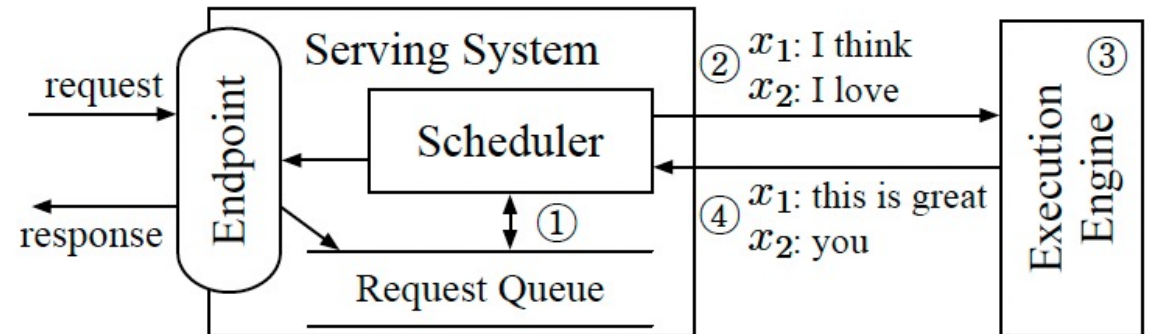 Serving System
request
Endpoint
Scheduler
response
①
Request Queue
② x1: I think
x2: I love
④ x1: this is great
x2: you
③
Execution
Engine